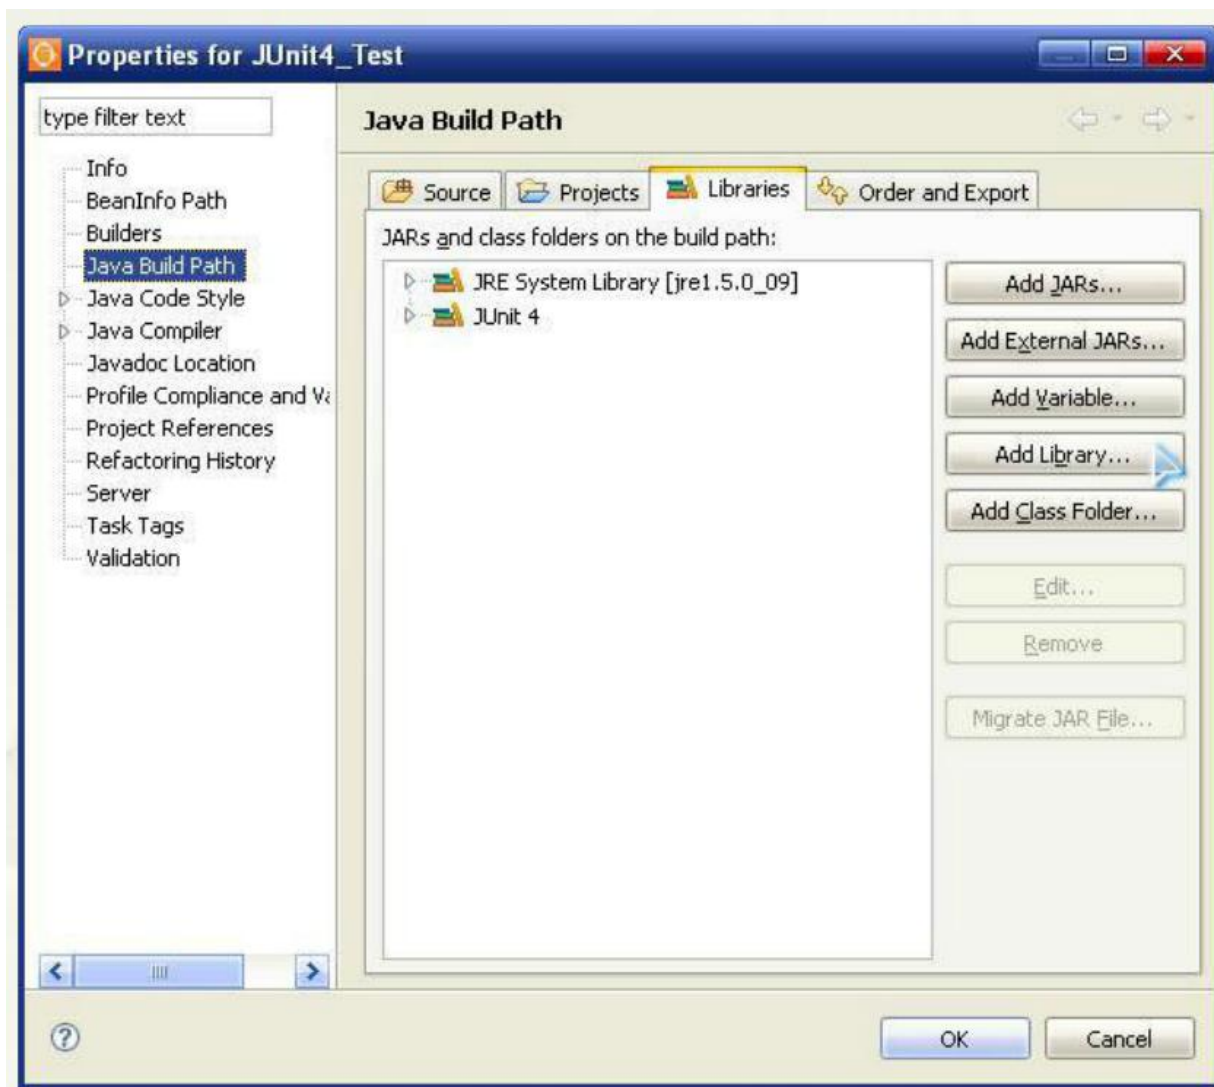 Properties for JUnit4_Test
type filter text
Info
BeanInfo Path
Builders
Java Build Path
Java Code Style
Java Compiler
Javadoc Location
Profile Compliance and Va
Project References
Refactoring History
Server
Task Tags
Validation
Java Build Path
Source Projects Libraries Order and Export
JARs and class folders on the build path:
JRE System Library [jre1.5.0_09]
JUnit 4
Add JARs...
Add External JARs...
Add Variable...
Add Library...
Add Class Folder...
Edit...
Remove
Migrate JAR File...
OK Cancel